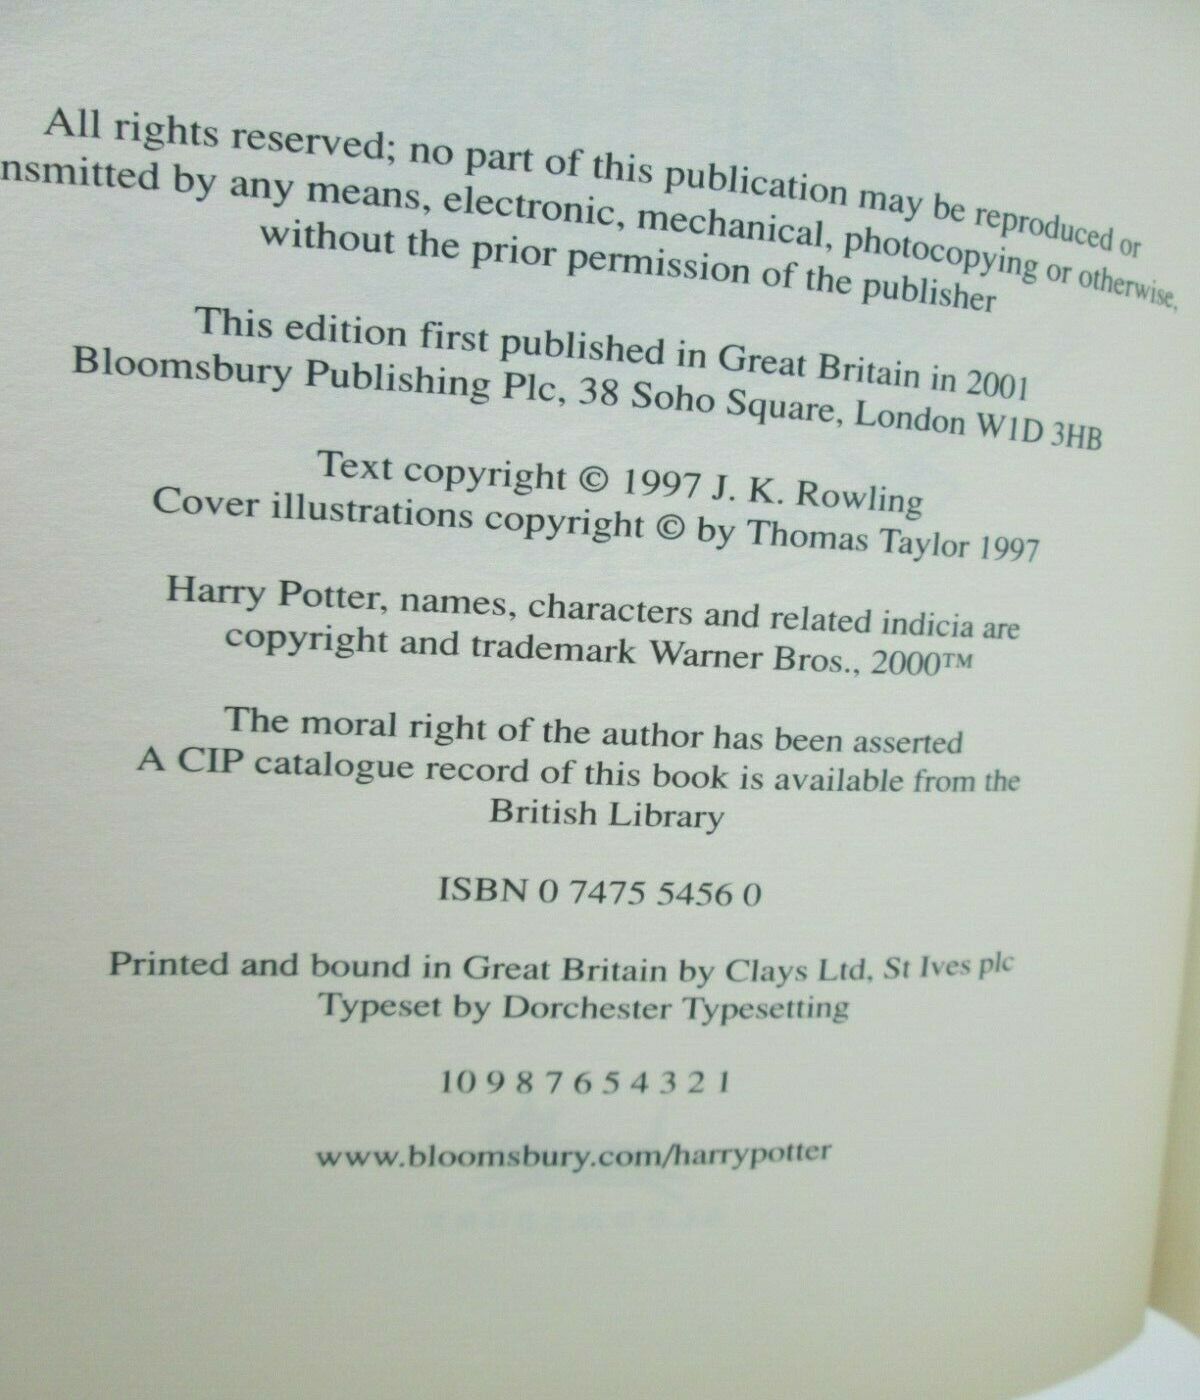 All rights reserved; no part of this publication may be reproduced or
nsmitted by any means, electronic, mechanical, photocopying or otherwise,
without the prior permission of the publisher
This edition first published in Great Britain in 2001
Bloomsbury Publishing Plc, 38 Soho Square, London W1D 3HB
Text copyright © 1997 J. K. Rowling
Cover illustrations copyright © by Thomas Taylor 1997
Harry Potter, names, characters and related indicia are
copyright and trademark Warner Bros., 2000™
The moral right of the author has been asserted
A CIP catalogue record of this book is available from the
British Library
ISBN 0 7475 5456 0
Printed and bound in Great Britain by Clays Ltd, St Ives plc
Typeset by Dorchester Typesetting
10 9 8 7 6 5 4 3 2 1
www.bloomsbury.com/harrypotter